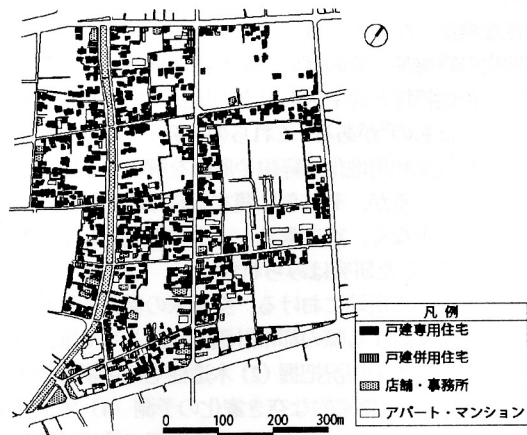 凡例
戸建専用住宅
戸建併用住宅
店舗・事務所
アパート・マンション
0 100 200 300m